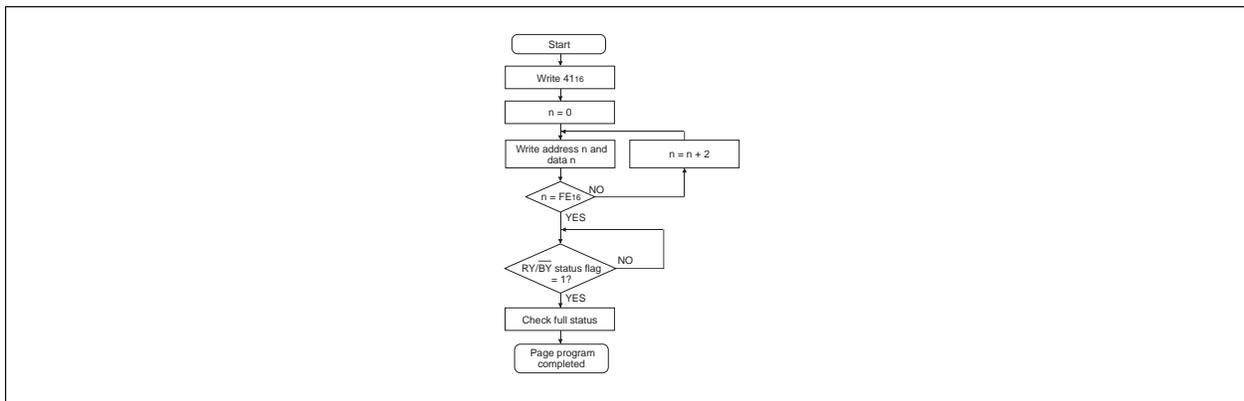 Start
Write 4116
n = 0
Write address n and
data n
n = n + 2
n = FE16
NO
YES
RY/BY status flag
= 1?
NO
YES
Check full status
Page program
completed